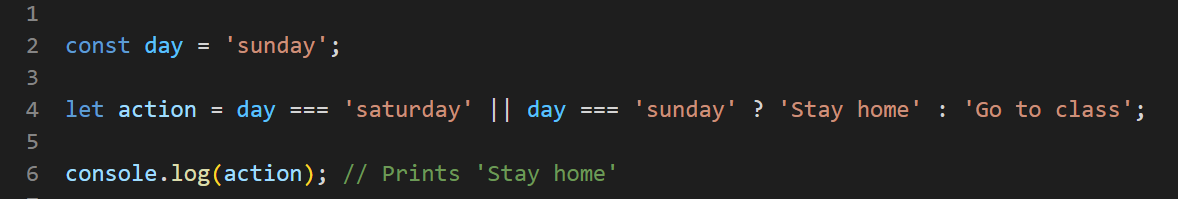 1
2 const day = 'sunday';
3
4 let action = day === 'saturday' || day === 'sunday' ? 'Stay home' : 'Go to class';
5
6 console.log(action); // Prints 'Stay home'